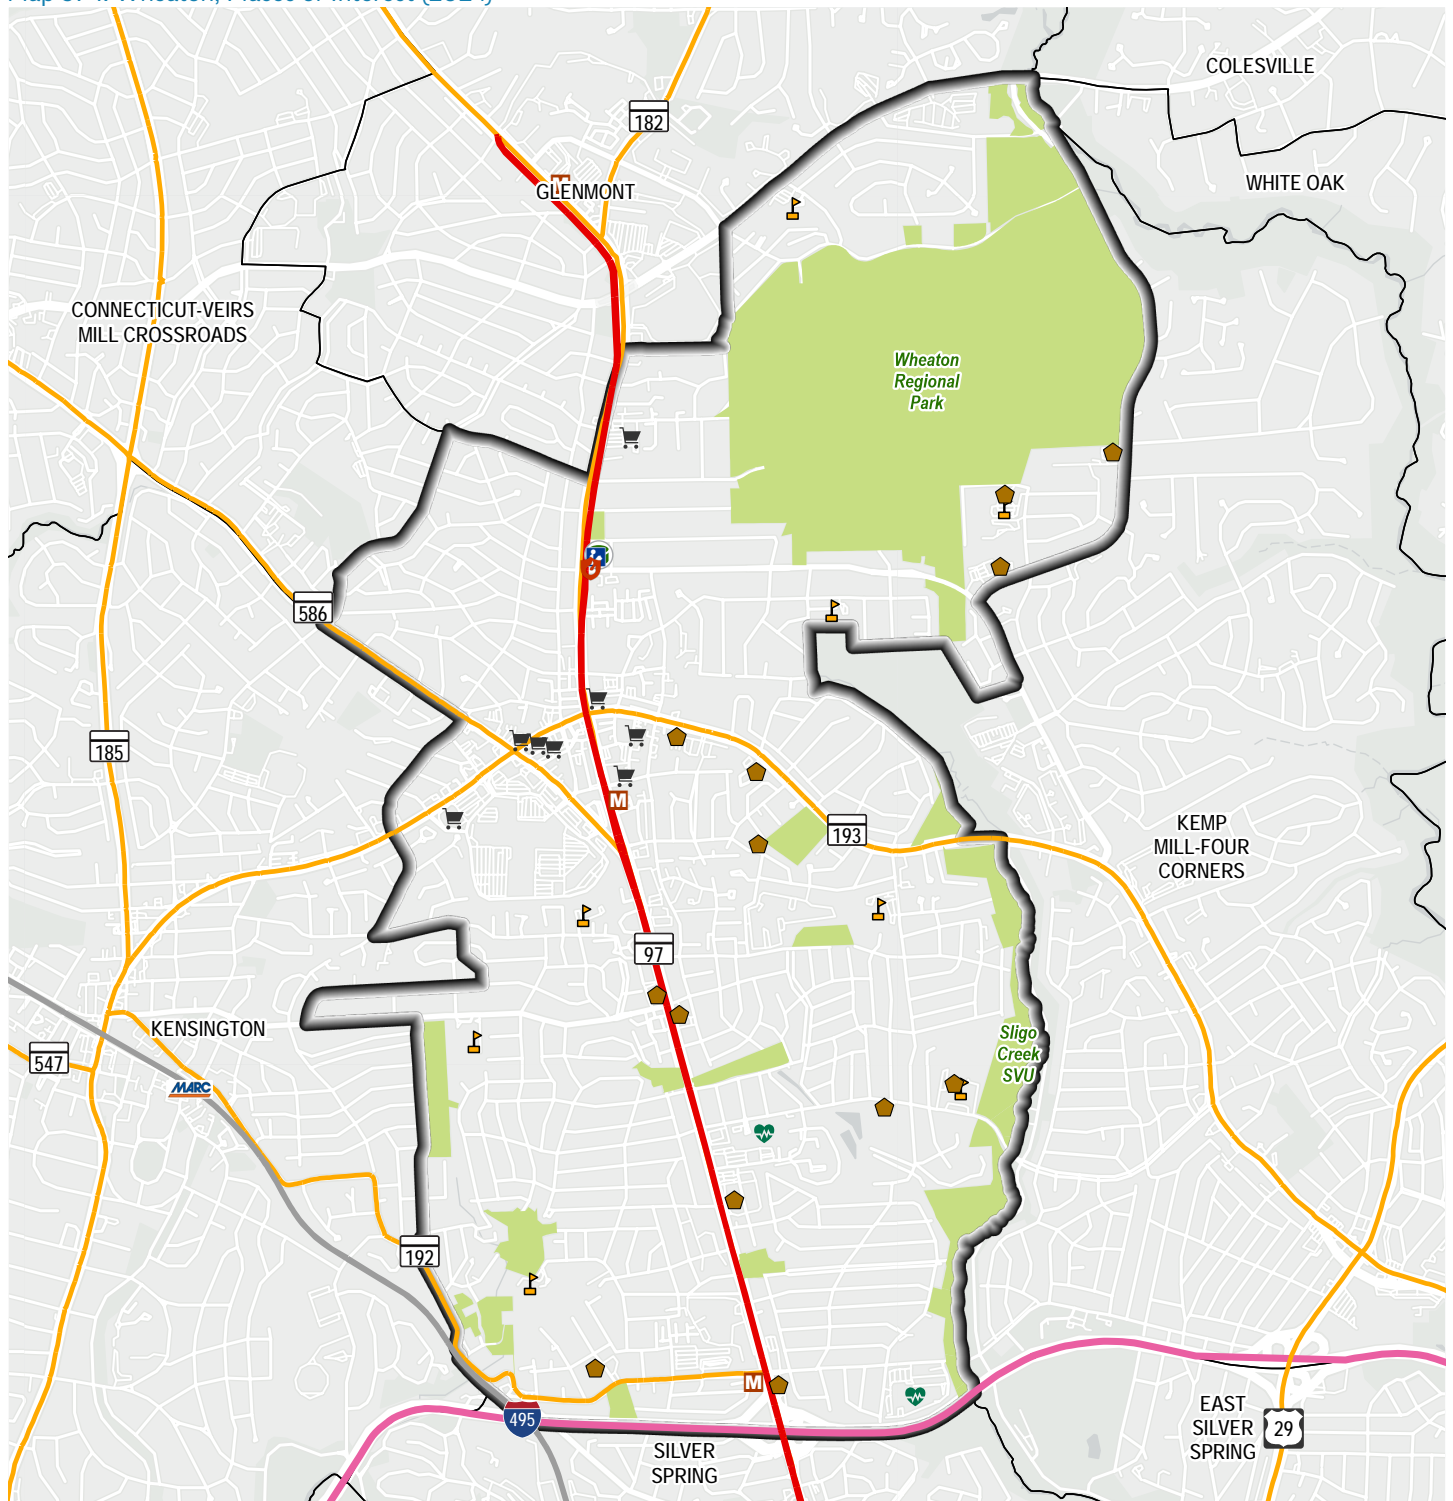 COLESVILLE
182
WHITE OAK
M
GLENMONT
CONNECTICUT-VEIRS
MILL CROSSROADS
Wheaton
Regional
Park
586
185
M
193
KEMP
MILL-FOUR
CORNERS
97
KENSINGTON
Sligo
Creek
SVU
547
MARC
192
M
495
EAST
SILVER
SPRING
29
SILVER
SPRING